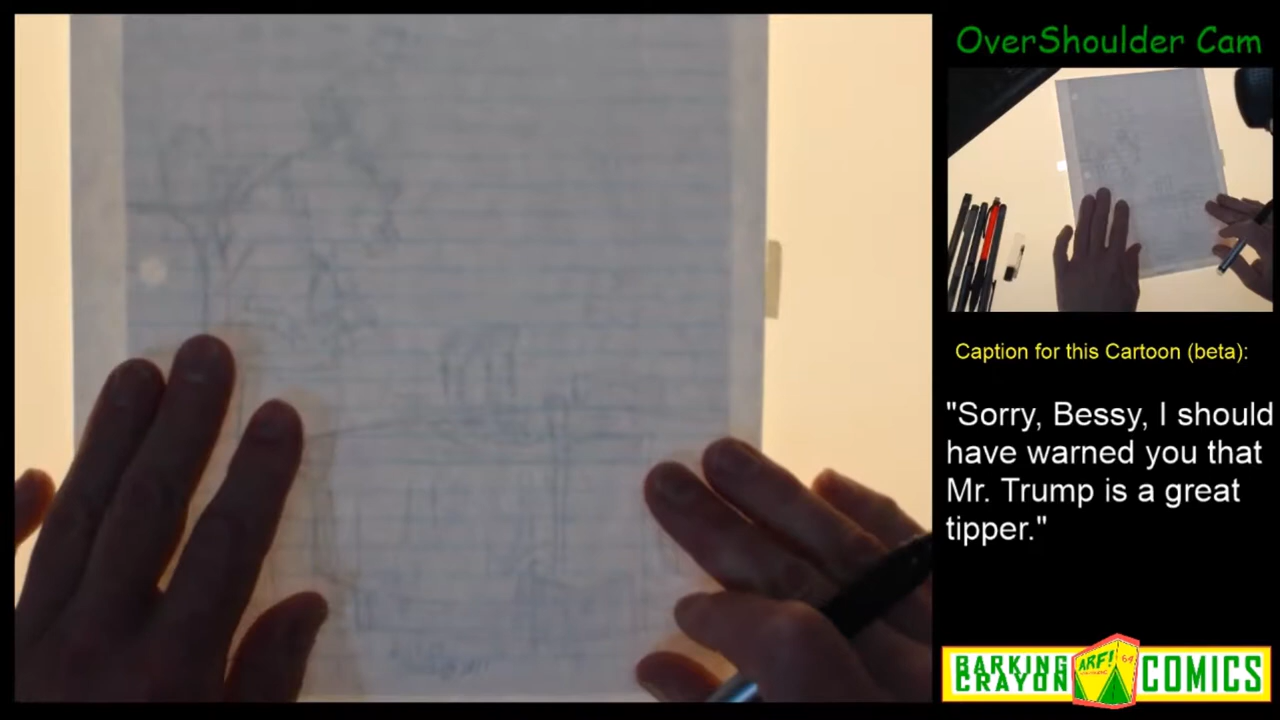 OverShoulder Cam
Caption for this Cartoon (beta):
"Sorry, Bessy, I should
have warned you that
Mr. Trump is a great
tipper."
BARKING
CRAYON
ARF!
64
COMICS